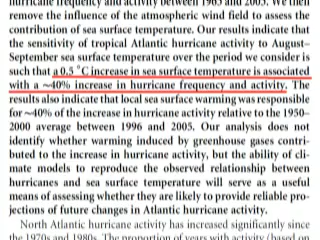 hurricane frequency and activity between 1965 and 2005. We then
remove the influence of the atmospheric wind field to assess the
contribution of sea surface temperature. Our results indicate that
the sensitivity of tropical Atlantic hurricane activity to August–
September sea surface temperature over the period we consider is
such that a 0.5 °C increase in sea surface temperature is associated
with a ~40% increase in hurricane frequency and activity. The
results also indicate that local sea surface warming was responsible
for ~40% of the increase in hurricane activity relative to the 1950–
2000 average between 1996 and 2005. Our analysis does not
identify whether warming induced by greenhouse gases contri-
buted to the increase in hurricane activity, but the ability of cli-
mate models to reproduce the observed relationship between
hurricanes and sea surface temperature will serve as a useful
means of assessing whether they are likely to provide reliable pro-
jections of future changes in Atlantic hurricane activity.
North Atlantic hurricane activity has increased significantly since
the 1970s and 1980s. The proportion of years with activity (based on